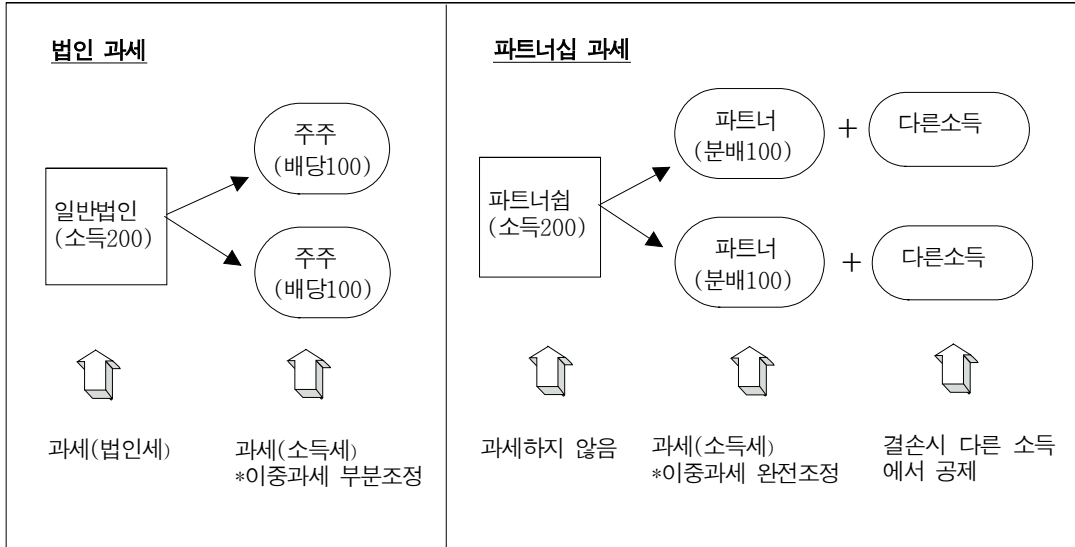 법인 과세
주주
(배당100)
일반법인
(소득200)
주주
(배당100)
과세(법인세)
과세(소득세)
*이중과세 부분조정
파트너십 과세
파트너
(분배100)
+
다른소득
파트너쉽
(소득200)
파트너
(분배100)
+
다른소득
과세하지 않음
과세(소득세)
*이중과세 완전조정
결손시 다른 소득
에서 공제